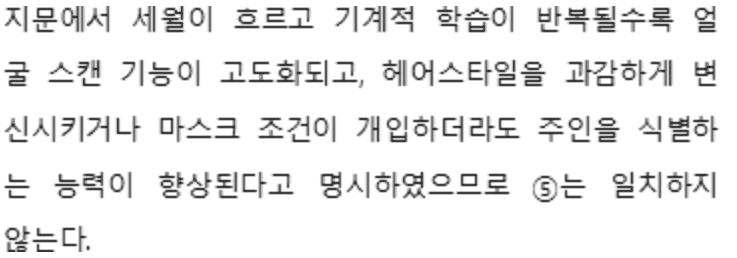 지문에서 세월이 흐르고 기계적 학습이 반복될수록 얼
굴 스캔 기능이 고도화되고, 헤어스타일을 과감하게 변
신시키거나 마스크 조건이 개입하더라도 주인을 식별하
는 능력이 향상된다고 명시하였으므로 ⑤는 일치하지
않는다.